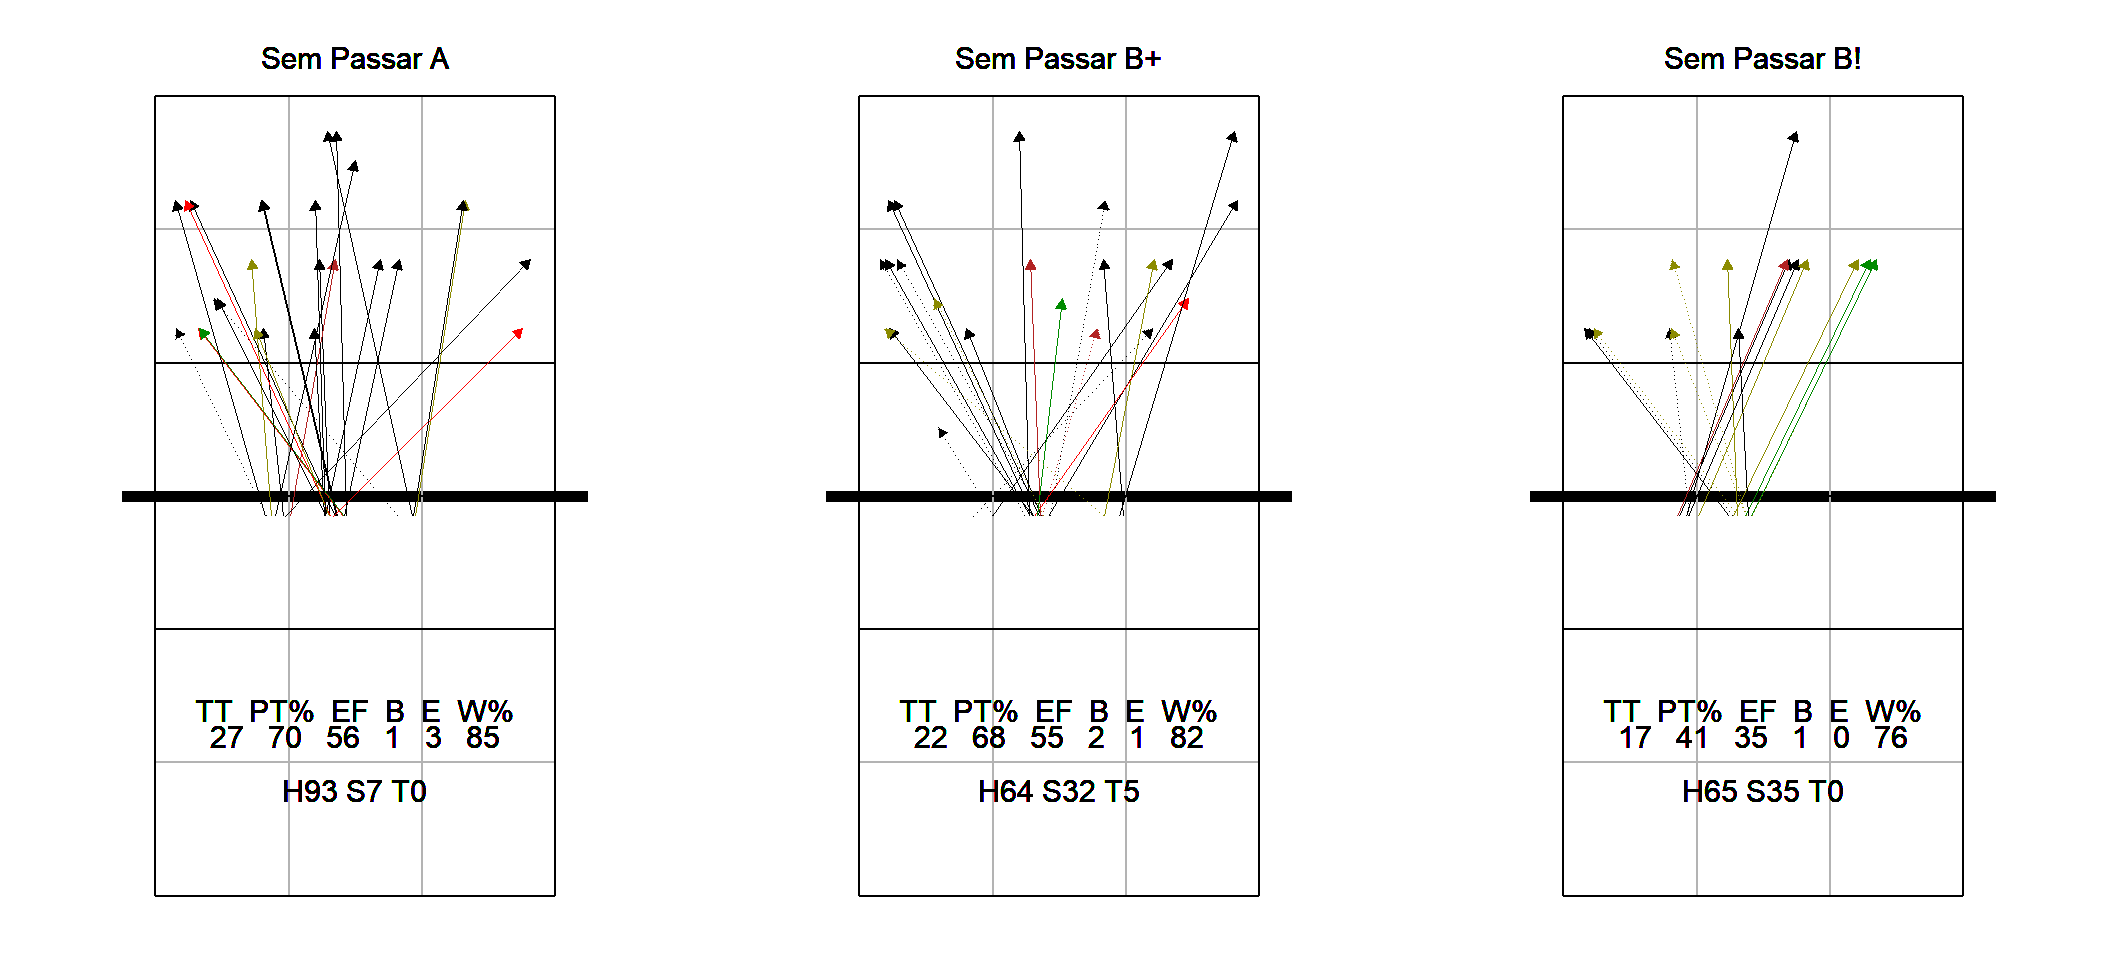 Sem Passar A
TT PT% EF B E W%
27 70 56 1 3 85
H93 S7 T0
Sem Passar B+
TT PT% EF B E W%
22 68 55 2 1 82
H64 S32 T5
Sem Passar B!
TT PT% EF B E W%
17 41 35 1 0 76
H65 S35 T0